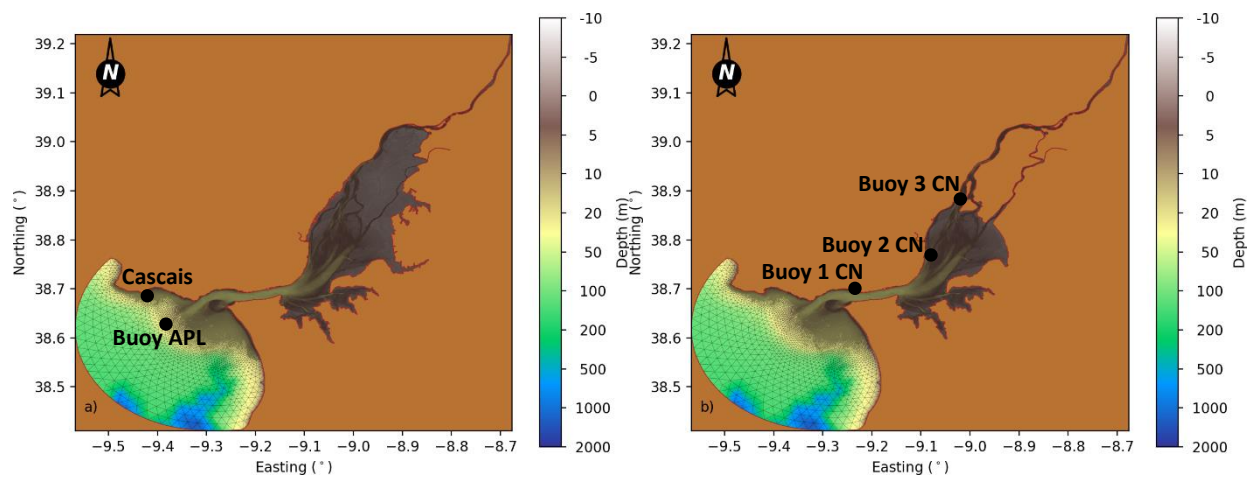 39.2
39.1
39.0
38.9
38.8
38.7
38.6
38.5
Northing (°)
N
Cascais
Buoy APL
a)
−9.5 −9.4 −9.3 −9.2 −9.1 −9.0 −8.9 −8.8 −8.7
Easting (°)
-10
-5
0
5
10
20
50
100
200
500
1000
2000
Depth (m)
39.2
39.1
39.0
38.9
38.8
38.7
38.6
38.5
Northing (°)
N
Buoy 3 CN
Buoy 2 CN
Buoy 1 CN
b)
−9.5 −9.4 −9.3 −9.2 −9.1 −9.0 −8.9 −8.8 −8.7
Easting (°)
-10
-5
0
5
10
20
50
100
200
500
1000
2000
Depth (m)